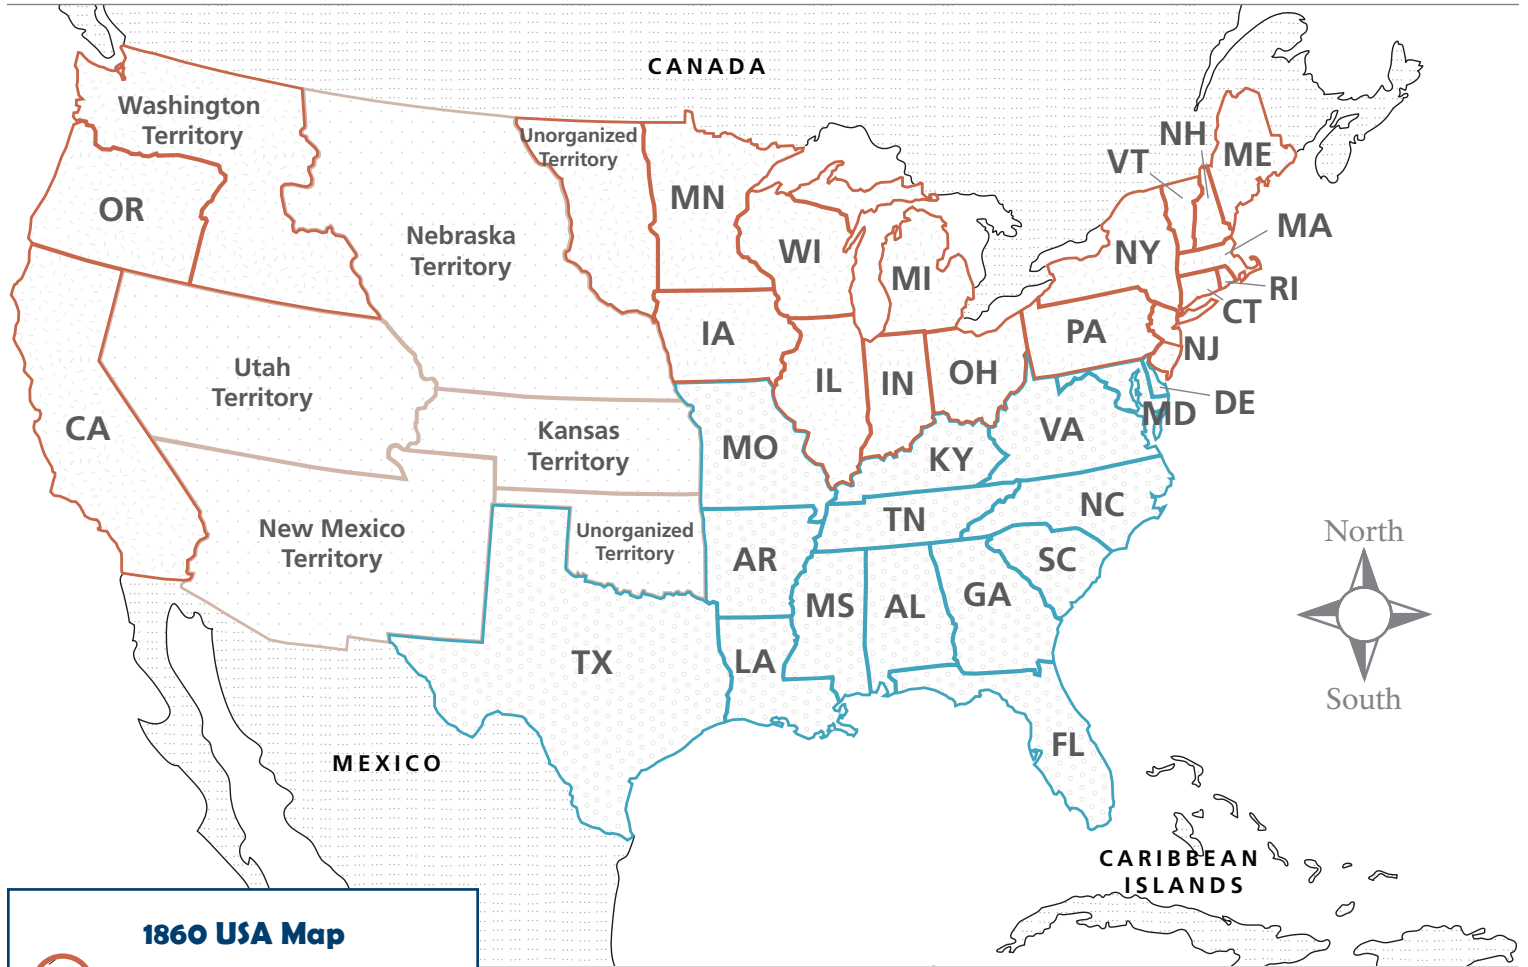 CANADA
Washington
Territory
Unorganized
Territory
NH
VT
ME
OR
MN
MA
Nebraska
Territory
WI
NY
MI
RI
CT
IA
PA
NJ
Utah
Territory
IL
IN
OH
DE
MD
CA
Kansas
Territory
MO
VA
KY
NC
New Mexico
Territory
Unorganized
Territory
TN
North
AR
SC
MS
AL
GA
TX
LA
South
FL
MEXICO
CARIBBEAN
ISLANDS
1860 USA Map